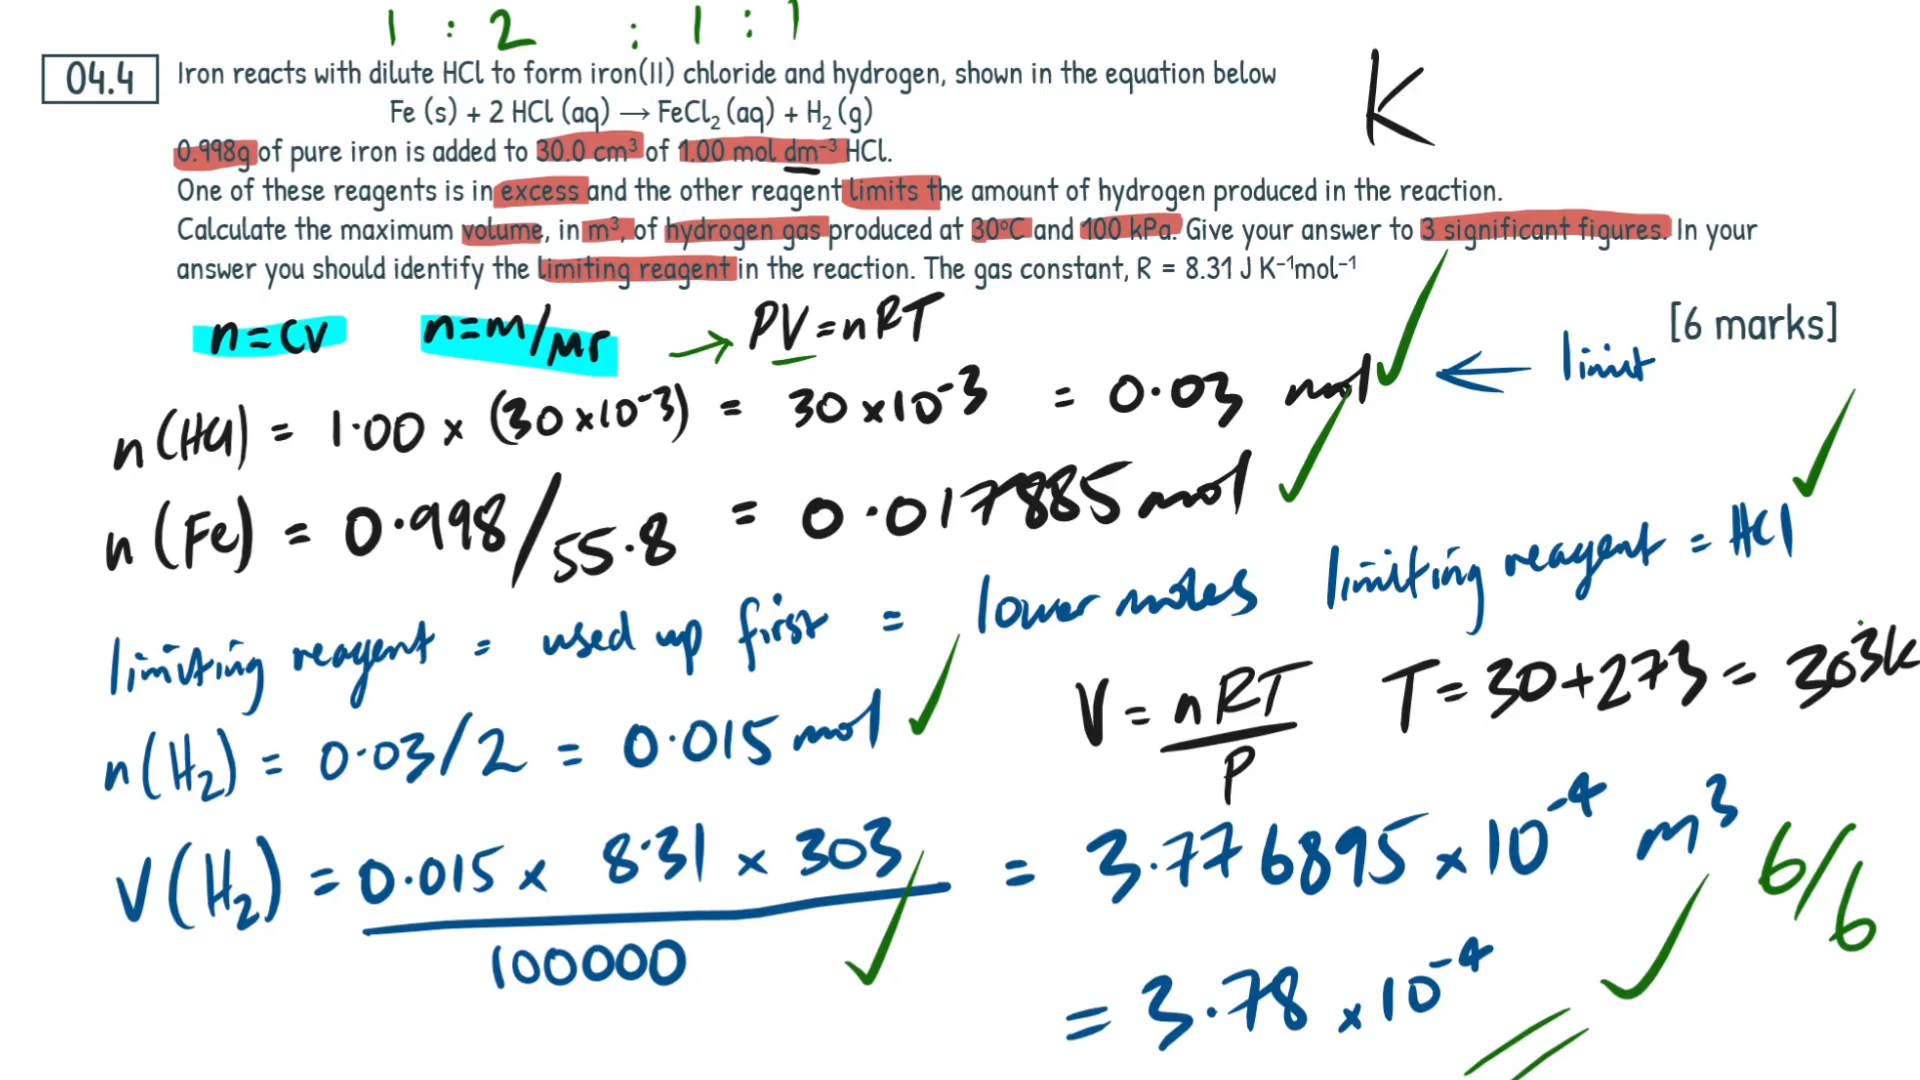 1 : 2 : 1 : 1
04.4 Iron reacts with dilute HCl to form iron(II) chloride and hydrogen, shown in the equation below
Fe (s) + 2 HCl (aq) → FeCl₂ (aq) + H₂ (g)
K
0.998g of pure iron is added to 30.0 cm³ of 1.00 mol dm⁻³ HCl.
One of these reagents is in excess and the other reagent limits the amount of hydrogen produced in the reaction.
Calculate the maximum volume, in m³, of hydrogen gas produced at 30°C and 100 kPa. Give your answer to 3 significant figures. In your
answer you should identify the limiting reagent in the reaction. The gas constant, R = 8.31 J K⁻¹mol⁻¹
[6 marks]
n=cv n=m/Mr → PV=nRT
n(HCl) = 1.00 × (30×10⁻³) = 30×10⁻³ = 0.03 mol ✓ ← limit
n(Fe) = 0.998/55.8 = 0.017885 mol ✓
limiting reagent = used up first = lower moles limiting reagent = HCl ✓
n(H₂) = 0.03/2 = 0.015 mol ✓
V = nRT/P T = 30+273 = 303K
V(H₂) = 0.015 × 8.31 × 303 = 3.776895 × 10⁻⁴ m³
100000 ✓
= 3.78 × 10⁻⁴ ✓
6/6